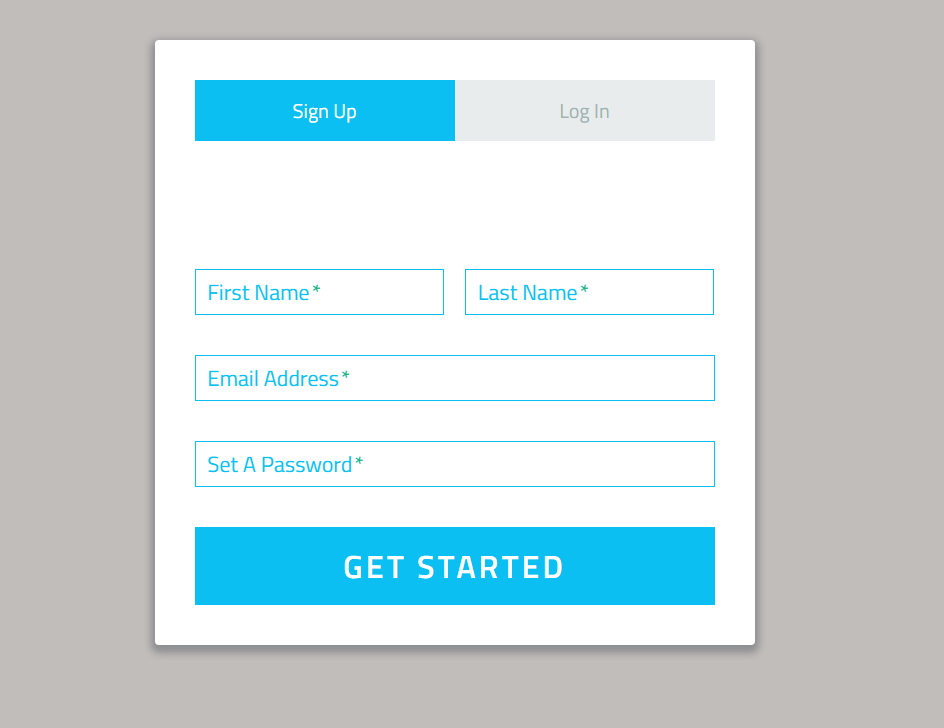 Sign Up Log In
First Name* Last Name*
Email Address*
Set A Password*
GET STARTED